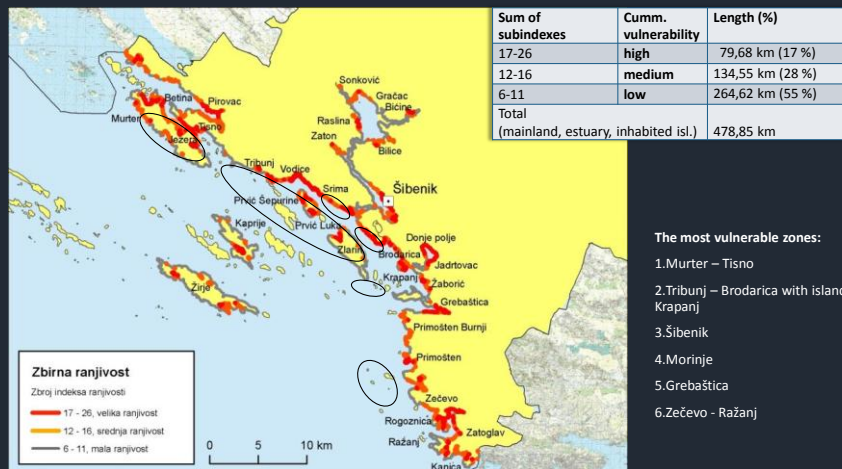 Sum of subindexes Cumm. vulnerability Length (%)
17-26 high 79,68 km (17 %)
12-16 medium 134,55 km (28 %)
6-11 low 264,62 km (55 %)
Total
(mainland, estuary, inhabited isl.) 478,85 km
Sonković
Gračac
Bićine
Raslina
Zaton
Bilice
Pirovac
Betina
Murter
Tisno
Jezera
Tribunj
Vodice
Srima
Šibenik
Prvić Šepurine
Prvić Luka
Kaprije
Zlarin
Donje polje
Brodarica
Jadrtovac
Krapanj
Žaborić
Žirje
Grebaštica
Primošten Burnji
Primošten
Zečevo
Rogoznica
Zatoglav
Ražanj
Kanica
Zbirna ranjivost
Zbroj indeksa ranjivosti
17 - 26, velika ranjivost
12 - 16, srednja ranjivost
6 - 11, mala ranjivost
0 5 10 km
The most vulnerable zones:
1.Murter – Tisno
2.Tribunj – Brodarica with island
Krapanj
3.Šibenik
4.Morinje
5.Grebaštica
6.Zečevo - Ražanj